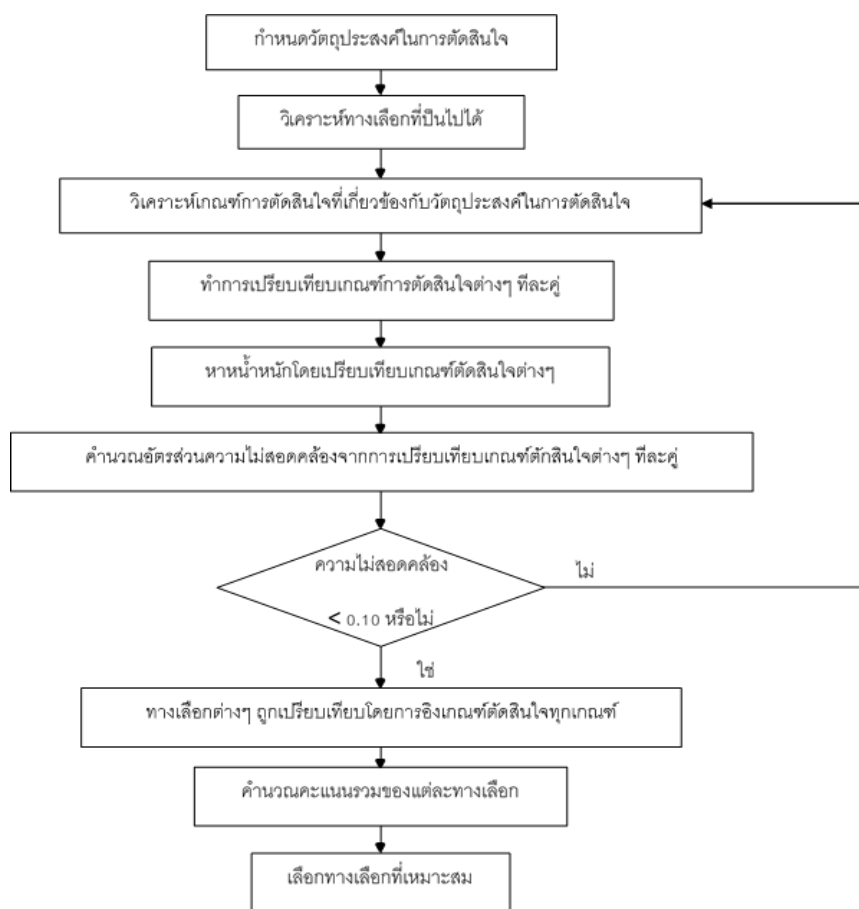 กำหนดวัตถุประสงค์ในการตัดสินใจ
วิเคราะห์ทางเลือกที่ป็นไปได้
วิเคราะห์เกณฑ์การตัดสินใจที่เกี่ยวข้องกับวัตถุประสงค์ในการตัดสินใจ
ทำการเปรียบเทียบเกณฑ์การตัดสินใจต่างๆ ทีละคู่
หาหน้ำหนักโดยเปรียบเทียบเกณฑ์ตัดสินใจต่างๆ
คำนวณอัตรส่วนความไม่สอดคล้องจากการเปรียบเทียบเกณฑ์ตักสินใจต่างๆ ทีละคู่
ความไม่สอดคล้อง
ไม่
< 0.10 หรือไม่
ใช่
ทางเลือกต่างๆ ถูกเปรียบเทียบโดยการอิงเกณฑ์ตัดสินใจทุกเกณฑ์
คำนวณคะแนนรวมของแต่ละทางเลือก
เลือกทางเลือกที่เหมาะสม